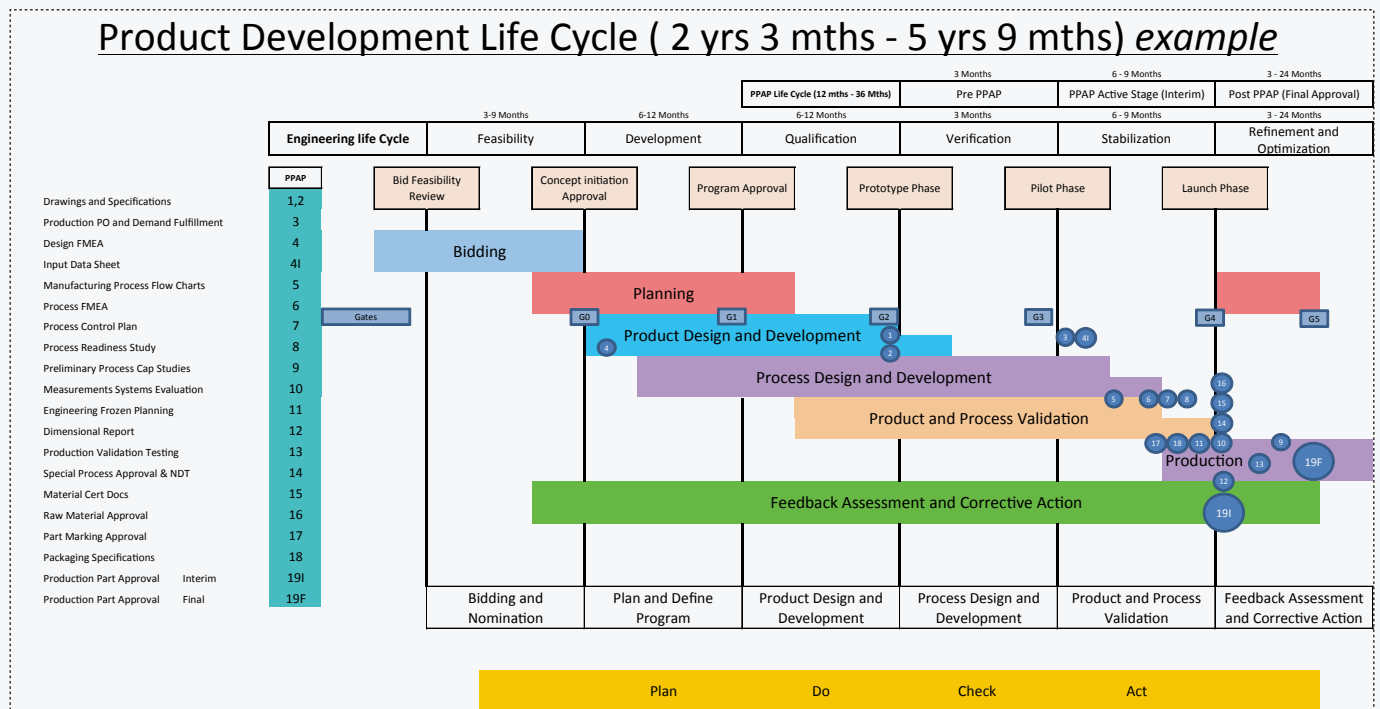 Product Development Life Cycle ( 2 yrs 3 mths - 5 yrs 9 mths) example
3 Months
6 - 9 Months
3 - 24 Months
PPAP Life Cycle (12 mths - 36 Mths)
Pre PPAP
PPAP Active Stage (Interim)
Post PPAP (Final Approval)
3-9 Months
6-12 Months
6-12 Months
3 Months
6 - 9 Months
3 - 24 Months
Engineering life Cycle
Feasibility
Development
Qualification
Verification
Stabilization
Refinement and
Optimization
PPAP
Bid Feasibility
Review
Concept initiation
Approval
Program Approval
Prototype Phase
Pilot Phase
Launch Phase
Drawings and Specifications 1,2
Production PO and Demand Fulfillment 3
Design FMEA 4
Input Data Sheet 4I
Manufacturing Process Flow Charts 5
Process FMEA 6
Process Control Plan 7
Process Readiness Study 8
Preliminary Process Cap Studies 9
Measurements Systems Evaluation 10
Engineering Frozen Planning 11
Dimensional Report 12
Production Validation Testing 13
Special Process Approval & NDT 14
Material Cert Docs 15
Raw Material Approval 16
Part Marking Approval 17
Packaging Specifications 18
Production Part Approval Interim 19I
Production Part Approval Final 19F
Bidding
Planning
Gates
G0
G1
G2
G3
G4
G5
Product Design and Development
4
1
2
3
4I
Process Design and Development
5
6
7
8
16
15
14
Product and Process Validation
17
18
11
10
9
Production
13
19F
12
Feedback Assessment and Corrective Action
19I
Bidding and
Nomination
Plan and Define
Program
Product Design and
Development
Process Design and
Development
Product and Process
Validation
Feedback Assessment
and Corrective Action
Plan
Do
Check
Act